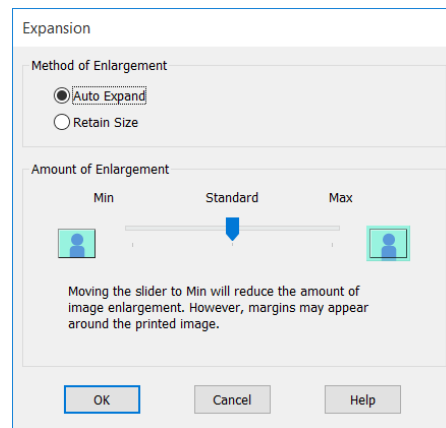 Expansion
Method of Enlargement
Auto Expand
Retain Size
Amount of Enlargement
Min Standard Max
Moving the slider to Min will reduce the amount of
image enlargement. However, margins may appear
around the printed image.
OK Cancel Help